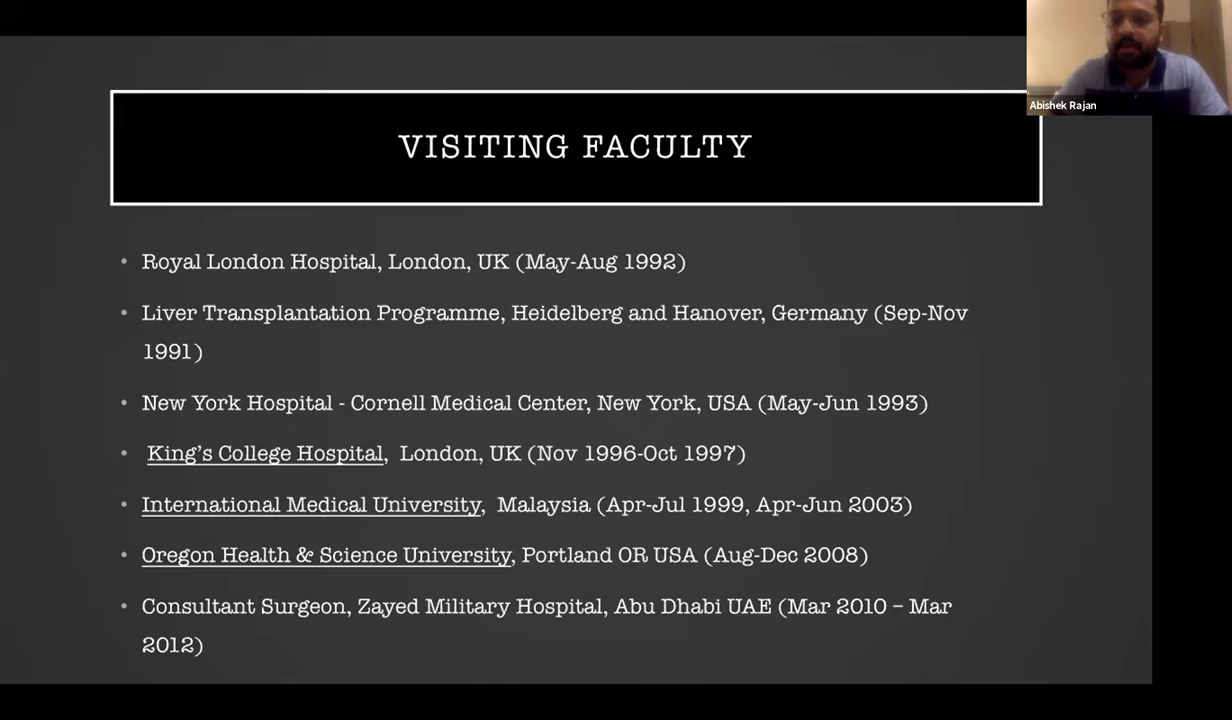 VISITING FACULTY
Abishek Rajan
• Royal London Hospital, London, UK (May-Aug 1992)
• Liver Transplantation Programme, Heidelberg and Hanover, Germany (Sep-Nov
1991)
• New York Hospital - Cornell Medical Center, New York, USA (May-Jun 1993)
• King's College Hospital, London, UK (Nov 1996-Oct 1997)
• International Medical University, Malaysia (Apr-Jul 1999, Apr-Jun 2003)
• Oregon Health & Science University, Portland OR USA (Aug-Dec 2008)
• Consultant Surgeon, Zayed Military Hospital, Abu Dhabi UAE (Mar 2010 – Mar
2012)